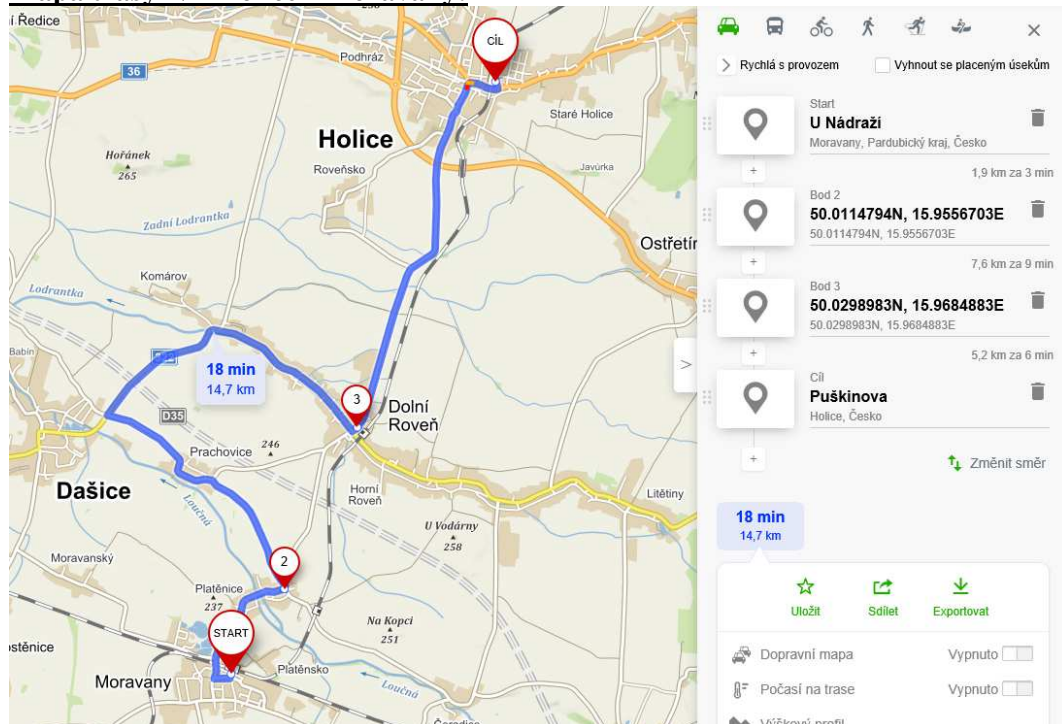 Ředice
CÍL
Podhráz
36
Staré Holice
Holice
Hořánek
265
Roveňsko
Javůrka
Zadní Lodrantka
Ostřetín
Komárov
Lodrantka
Babin
18 min
14,7 km
D35
3
Dolní
Roveň
246
Prachovice
Dašice
Horní
Roveň
Litětiny
Loučná
U Vodárny
258
Moravanský
2
Platěnice
237
Na Kopci
251
START
ostěnice
Platěnsko
Moravany
Loučná
Rychlá s provozem
Vyhnout se placeným úsekům
Start
U Nádraží
Moravany, Pardubický kraj, Česko
+
1,9 km za 3 min
Bod 2
50.0114794N, 15.9556703E
50.0114794N, 15.9556703E
+
7,6 km za 9 min
Bod 3
50.0298983N, 15.9684883E
50.0298983N, 15.9684883E
+
5,2 km za 6 min
Cíl
Puškinova
Holice, Česko
+
Změnit směr
18 min
14,7 km
Uložit Sdílet Exportovat
Dopravní mapa Vypnuto
Počasí na trase Vypnuto
Výškový profil